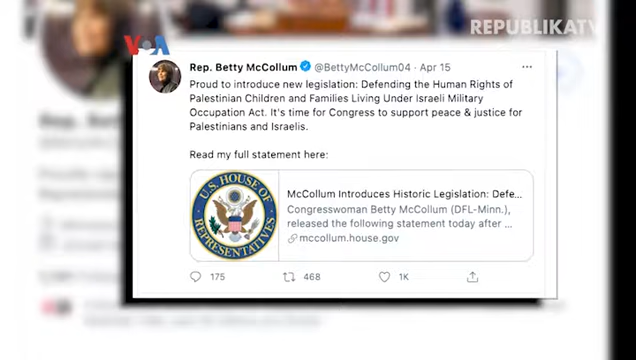 REPUBLIKATV
VOA
Rep. Betty McCollum @BettyMcCollum04 · Apr 15 ...
Proud to introduce new legislation: Defending the Human Rights of
Palestinian Children and Families Living Under Israeli Military
Occupation Act. It's time for Congress to support peace & justice for
Palestinians and Israelis.
Read my full statement here:
U.S. HOUSE OF REPRESENTATIVES
McCollum Introduces Historic Legislation: Defe...
Congresswoman Betty McCollum (DFL-Minn.),
released the following statement today after ...
mccollum.house.gov
175 468 1K